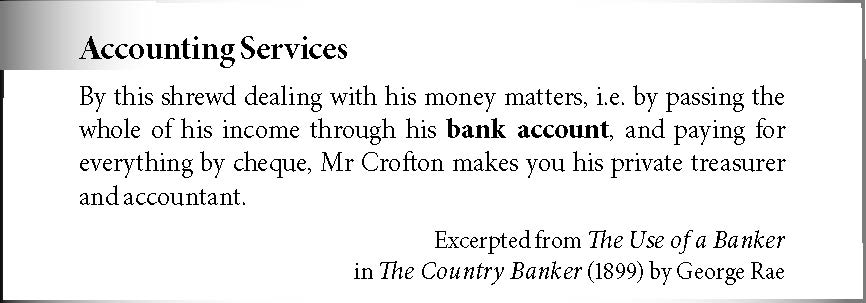 Accounting Services
By this shrewd dealing with his money matters, i.e. by passing the
whole of his income through his bank account, and paying for
everything by cheque, Mr Crofton makes you his private treasurer
and accountant.
Excerpted from The Use of a Banker
in The Country Banker (1899) by George Rae